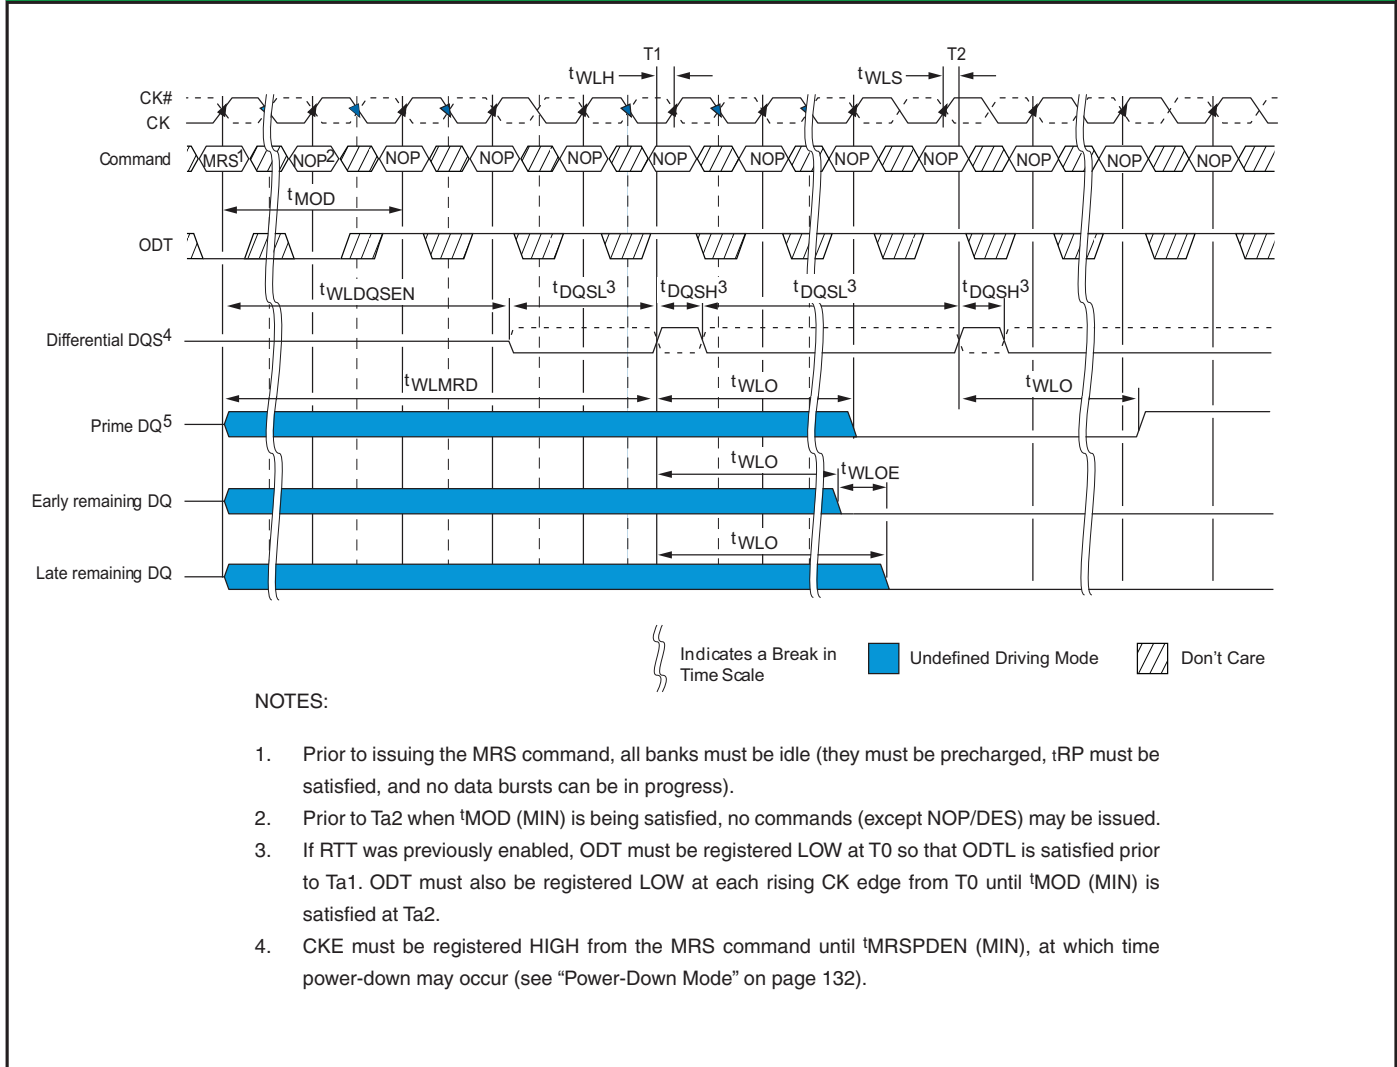 T1 T2
tWLH tWLS
CK#
CK
Command MRS1 NOP2 NOP NOP NOP NOP NOP NOP NOP NOP NOP NOP
tMOD
ODT
tWLDQSEN tDQSL3 tDQSH3 tDQSL3 tDQSH3
Differential DQS4
tWLMRD tWLO tWLO
Prime DQ5
tWLO tWLOE
Early remaining DQ
tWLO
Late remaining DQ
Indicates a Break in
Time Scale
Undefined Driving Mode
Don't Care
NOTES:
1. Prior to issuing the MRS command, all banks must be idle (they must be precharged, tRP must be
satisfied, and no data bursts can be in progress).
2. Prior to Ta2 when tMOD (MIN) is being satisfied, no commands (except NOP/DES) may be issued.
3. If RTT was previously enabled, ODT must be registered LOW at T0 so that ODTL is satisfied prior
to Ta1. ODT must also be registered LOW at each rising CK edge from T0 until tMOD (MIN) is
satisfied at Ta2.
4. CKE must be registered HIGH from the MRS command until tMRSPDEN (MIN), at which time
power-down may occur (see “Power-Down Mode” on page 132).